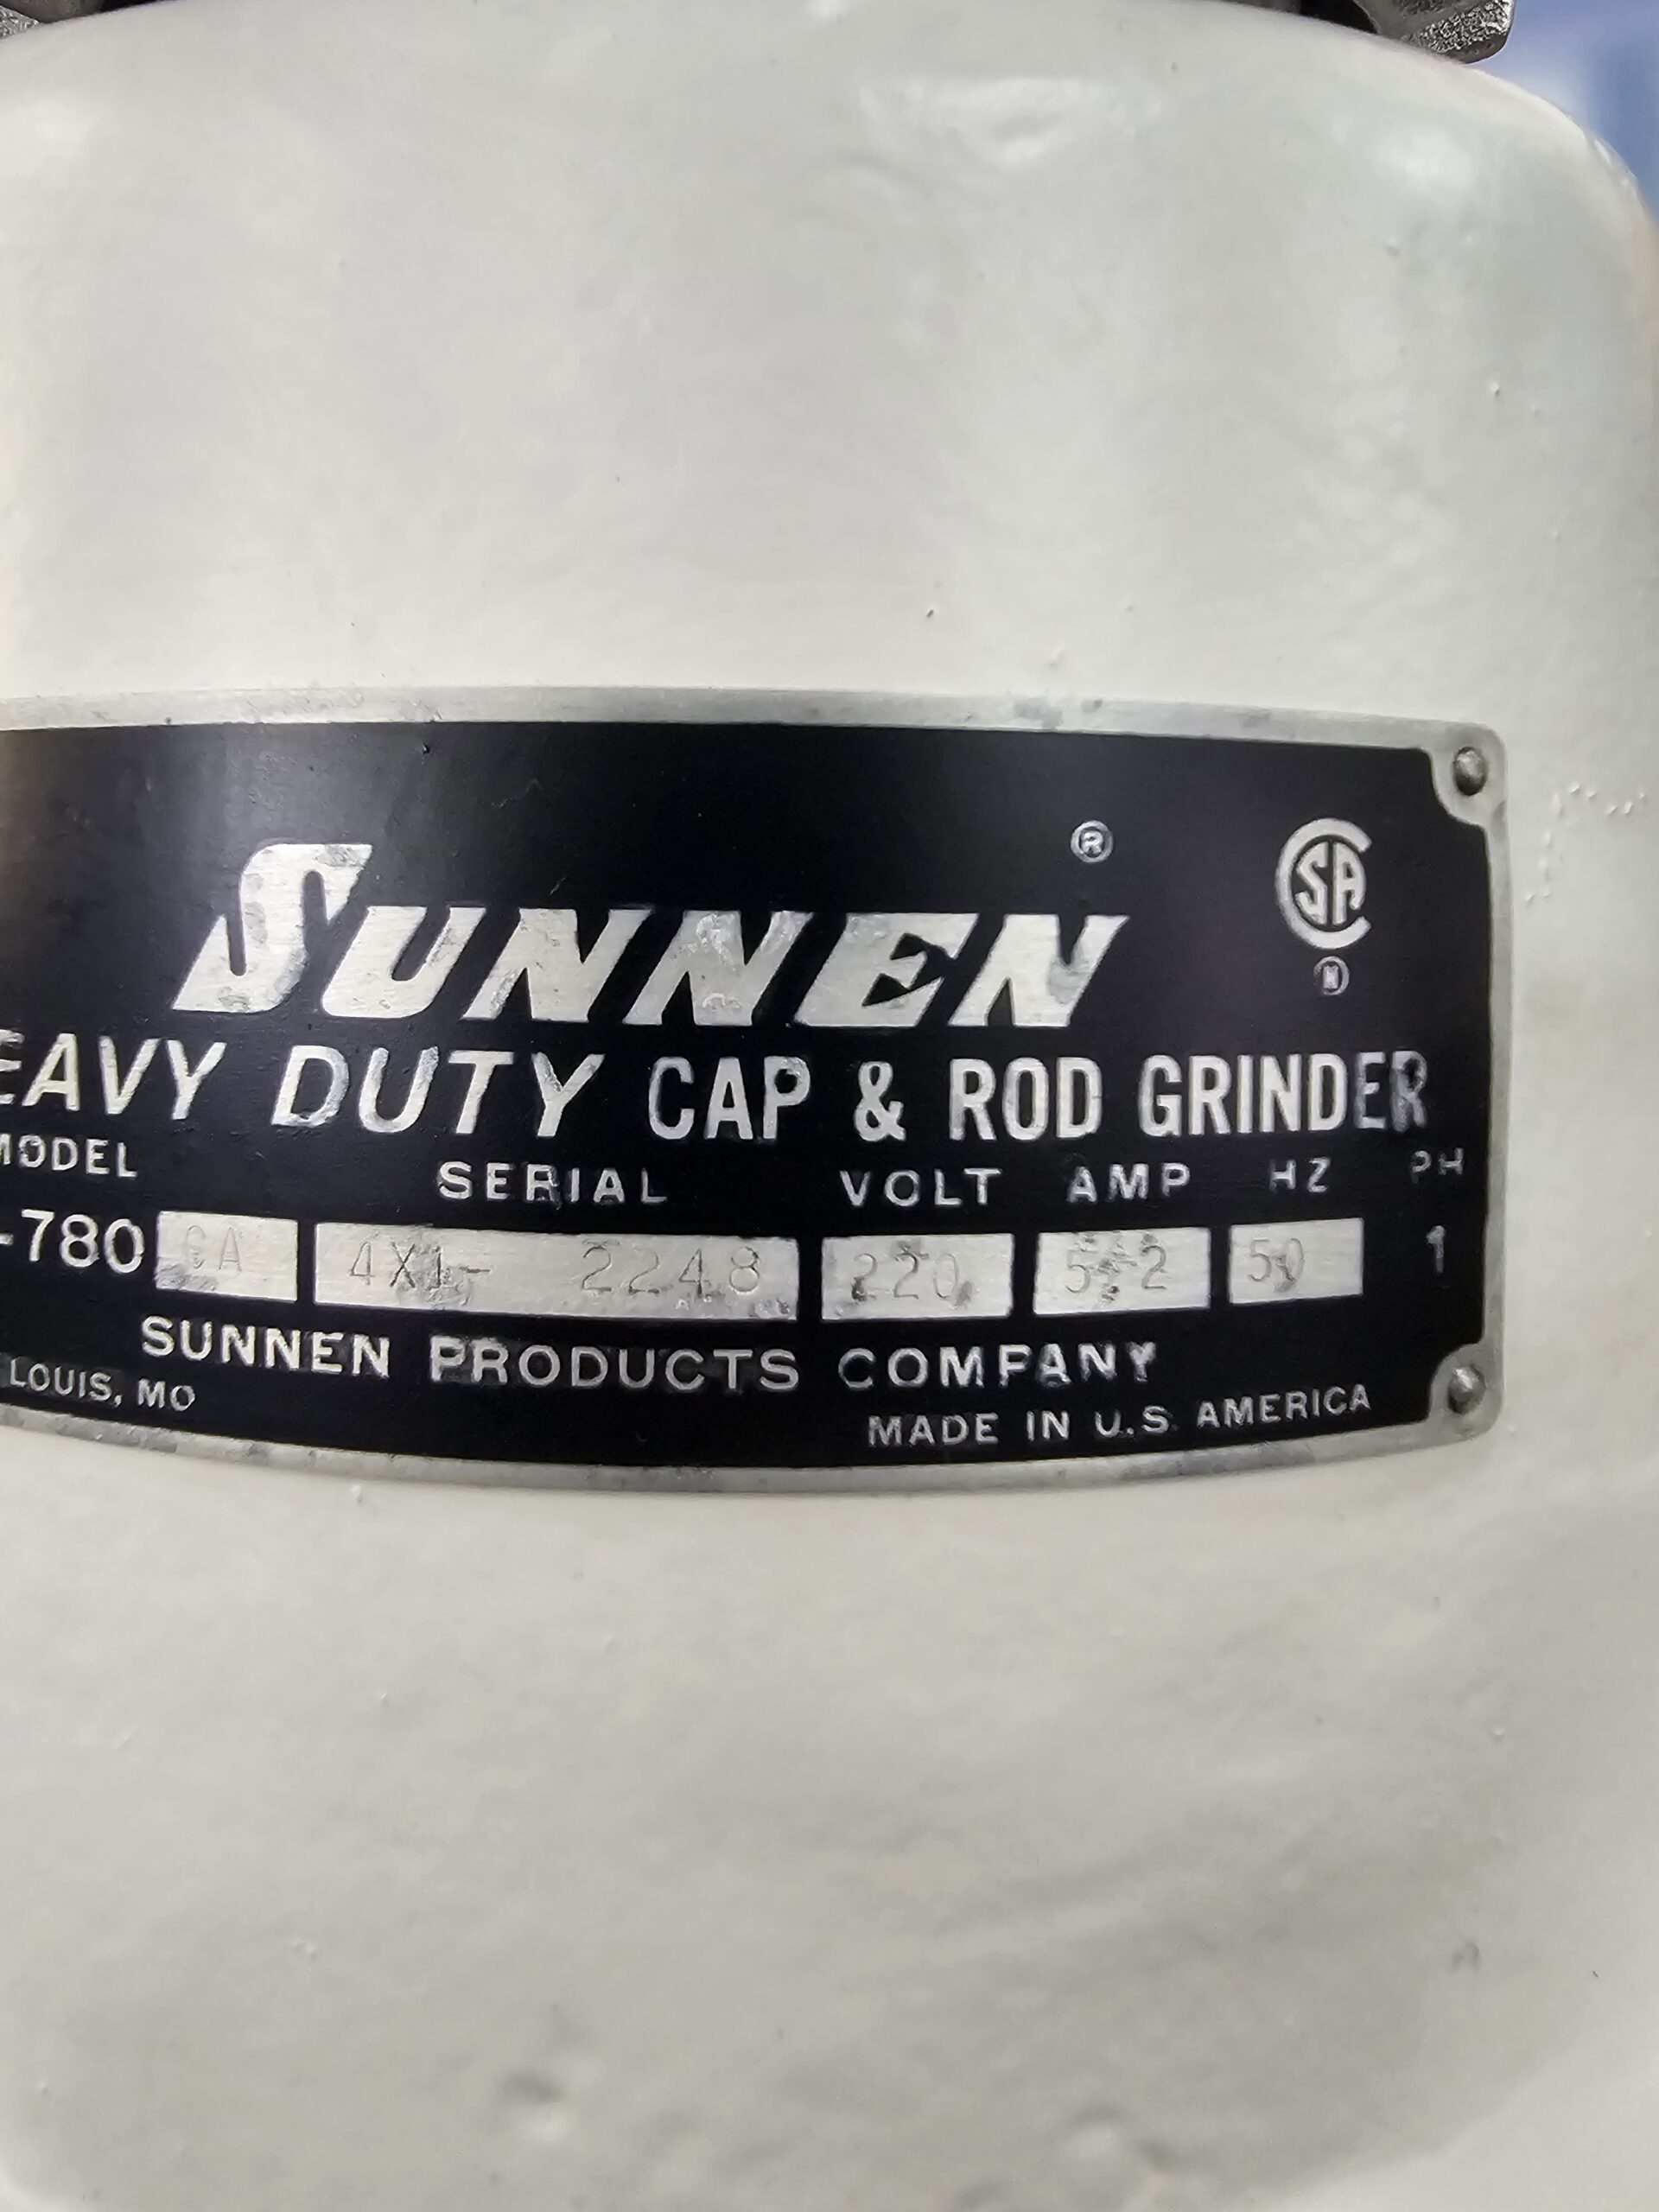 SUNNEN ®
CSA
N
EAVY DUTY CAP & ROD GRINDER
MODEL SERIAL VOLT AMP HZ PH
-780 CA 4X1- 2248 220 5.2 50 1
SUNNEN PRODUCTS COMPANY
LOUIS, MO
MADE IN U.S. AMERICA